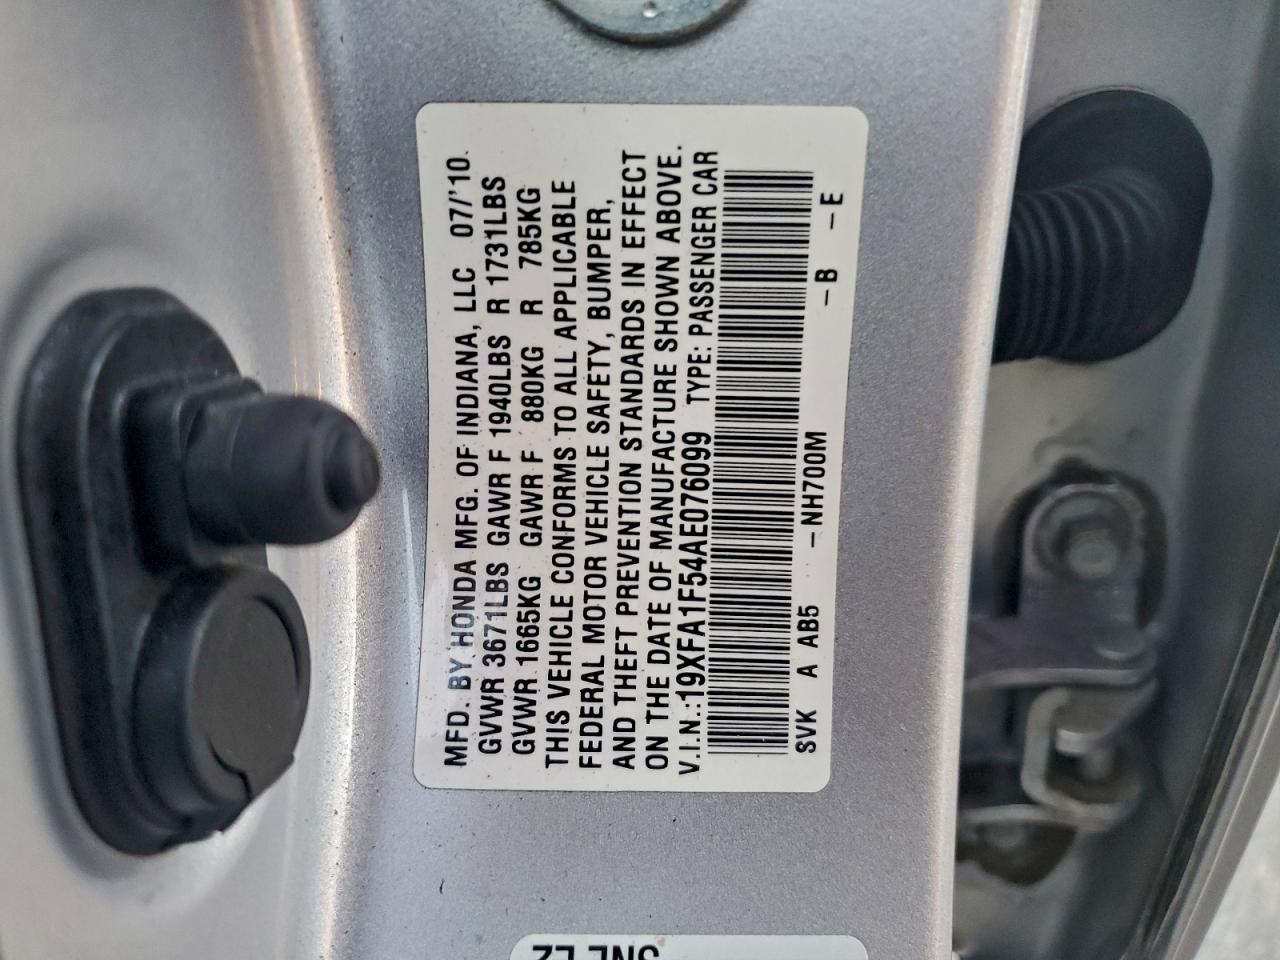 MFD. BY HONDA MFG. OF INDIANA, LLC 07/'10
GVWR 3671LBS GAWR F 1940LBS R 1731LBS
GVWR 1665KG GAWR F 880KG R 785KG
THIS VEHICLE CONFORMS TO ALL APPLICABLE
FEDERAL MOTOR VEHICLE SAFETY, BUMPER,
AND THEFT PREVENTION STANDARDS IN EFFECT
ON THE DATE OF MANUFACTURE SHOWN ABOVE.
V.I.N.:19XFA1F54AE076099 TYPE: PASSENGER CAR
SVK A AB5 -NH700M -B -E